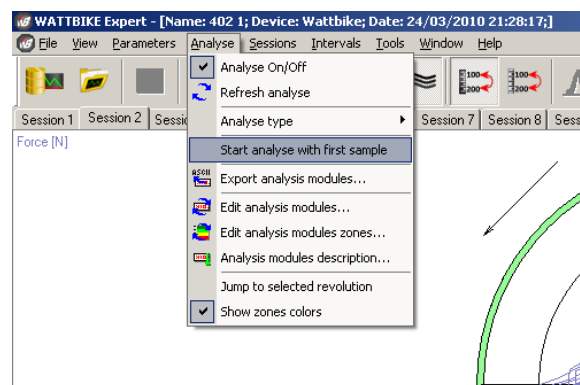 WATTBIKE Expert - [Name: 402 1; Device: Wattbike; Date: 24/03/2010 21:28:17;]
File View Parameters Analyse Sessions Intervals Tools Window Help
Analyse On/Off
Refresh analyse
Analyse type
Start analyse with first sample
ASCII Export analysis modules...
Edit analysis modules...
Edit analysis modules zones...
Analysis modules description...
Jump to selected revolution
Show zones colors
100 200 100 200
Session 1 Session 2 Sessi Session 7 Session 8 Sess
Force [N]